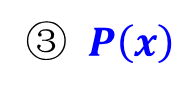 ③ P(x)